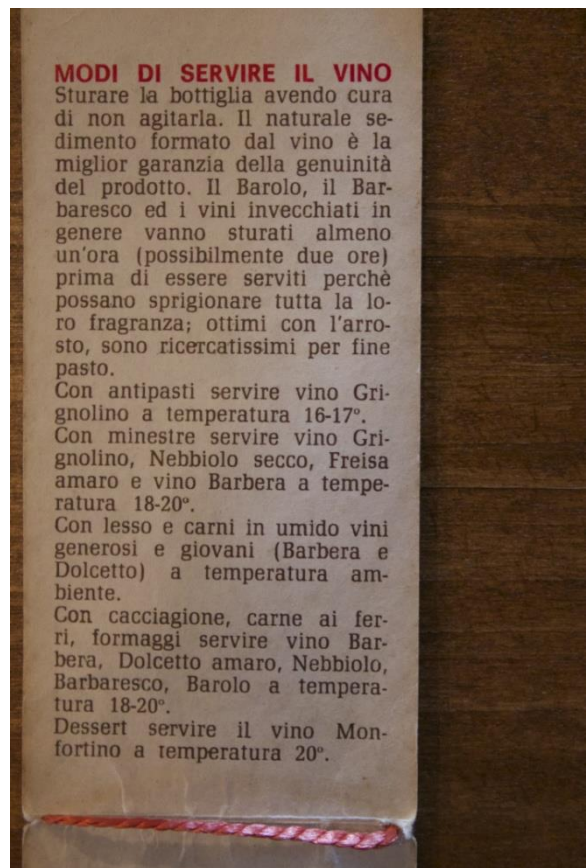 MODI DI SERVIRE IL VINO
Sturare la bottiglia avendo cura
di non agitarla. Il naturale se-
dimento formato dal vino è la
miglior garanzia della genuinità
del prodotto. Il Barolo, il Bar-
baresco ed i vini invecchiati in
genere vanno sturati almeno
un'ora (possibilmente due ore)
prima di essere serviti perchè
possano sprigionare tutta la lo-
ro fragranza; ottimi con l'arro-
sto, sono ricercatissimi per fine
pasto.
Con antipasti servire vino Gri-
gnolino a temperatura 16-17º.
Con minestre servire vino Gri-
gnolino, Nebbiolo secco, Freisa
amaro e vino Barbera a tempe-
ratura 18-20º.
Con lesso e carni in umido vini
generosi e giovani (Barbera e
Dolcetto) a temperatura am-
biente.
Con cacciagione, carne ai fer-
ri, formaggi servire vino Bar-
bera, Dolcetto amaro, Nebbiolo,
Barbaresco, Barolo a tempera-
tura 18-20º.
Dessert servire il vino Mon-
fortino a temperatura 20º.